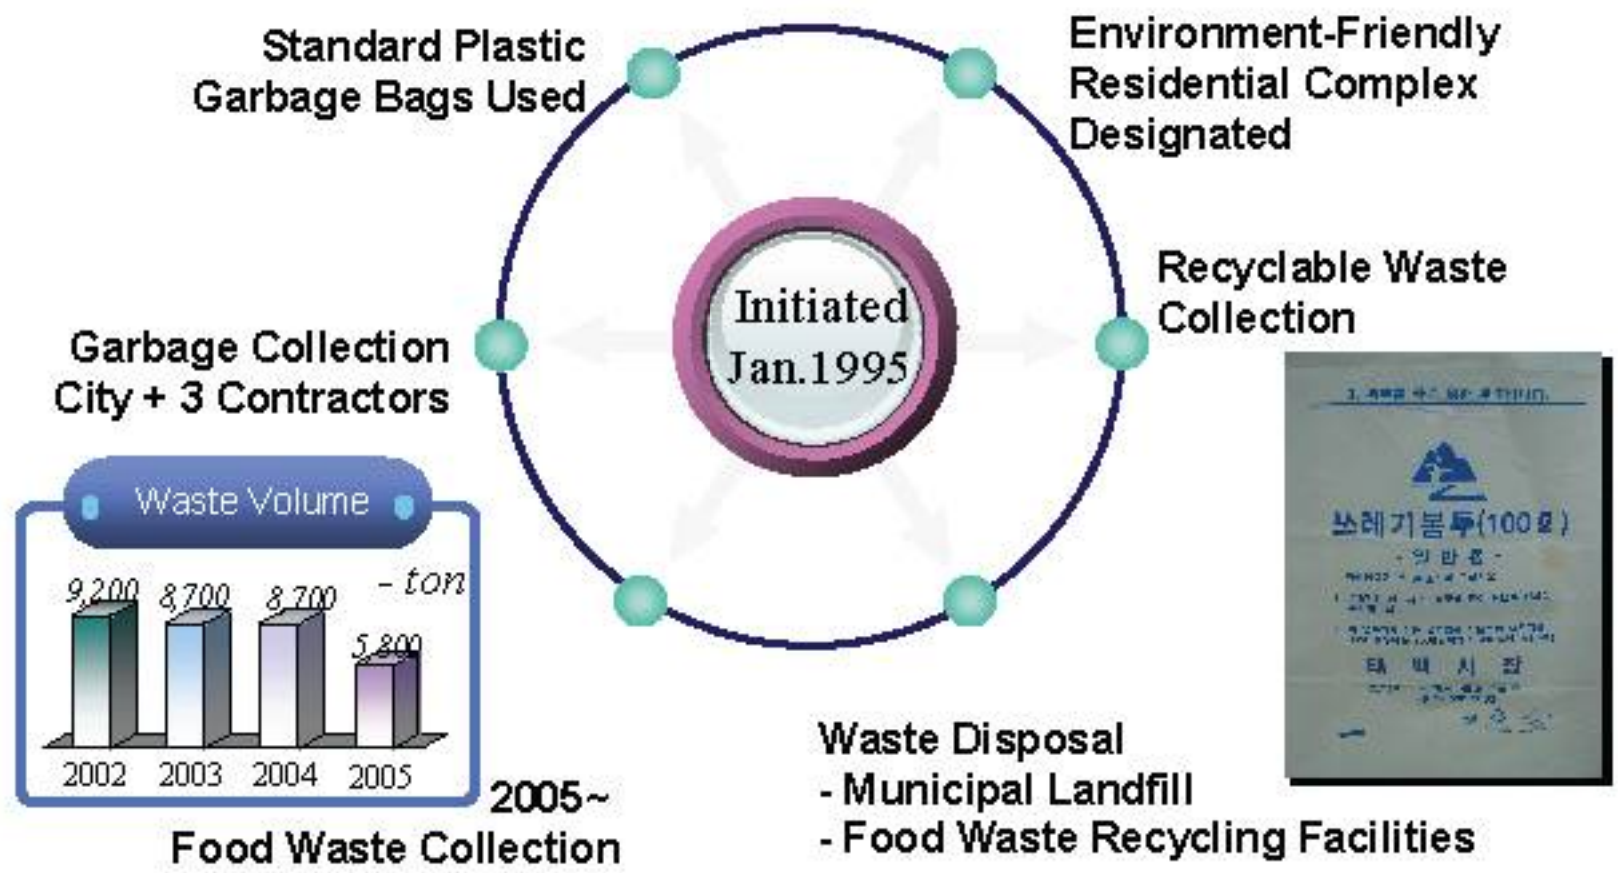 Standard Plastic
Garbage Bags Used
Environment-Friendly
Residential Complex
Designated
Initiated
Jan.1995
Recyclable Waste
Collection
Garbage Collection
City + 3 Contractors
Waste Volume
- ton
9,200
8,700
8,700
5,800
2002
2003
2004
2005
2005~
Food Waste Collection
Waste Disposal
- Municipal Landfill
- Food Waste Recycling Facilities
쓰레기봉투(100ℓ)
- 일반용 -
태백시장